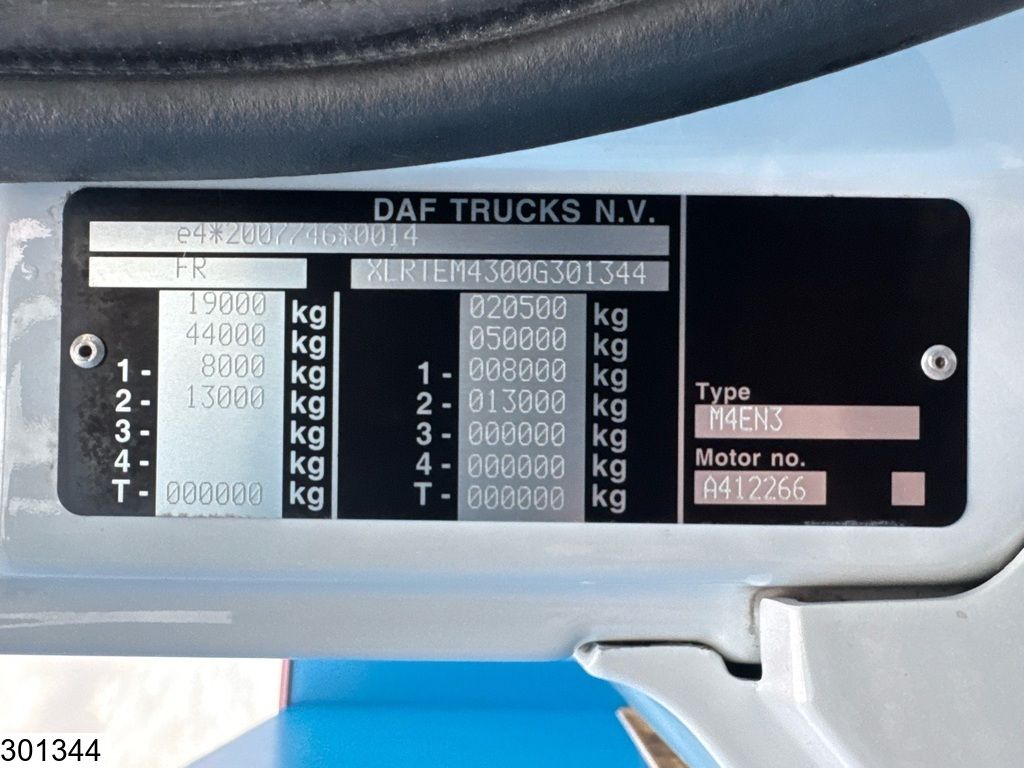 DAF TRUCKS N.V.
e4*2007/46*0014
FR XLRTEM4300G301344
19000 kg 020500 kg
44000 kg 050000 kg
1 - 8000 kg 1 - 008000 kg
2 - 13000 kg 2 - 013000 kg
3 - kg 3 - 000000 kg
4 - kg 4 - 000000 kg
T - 000000 kg T - 000000 kg
Type
M4EN3
Motor no.
A412266
301344